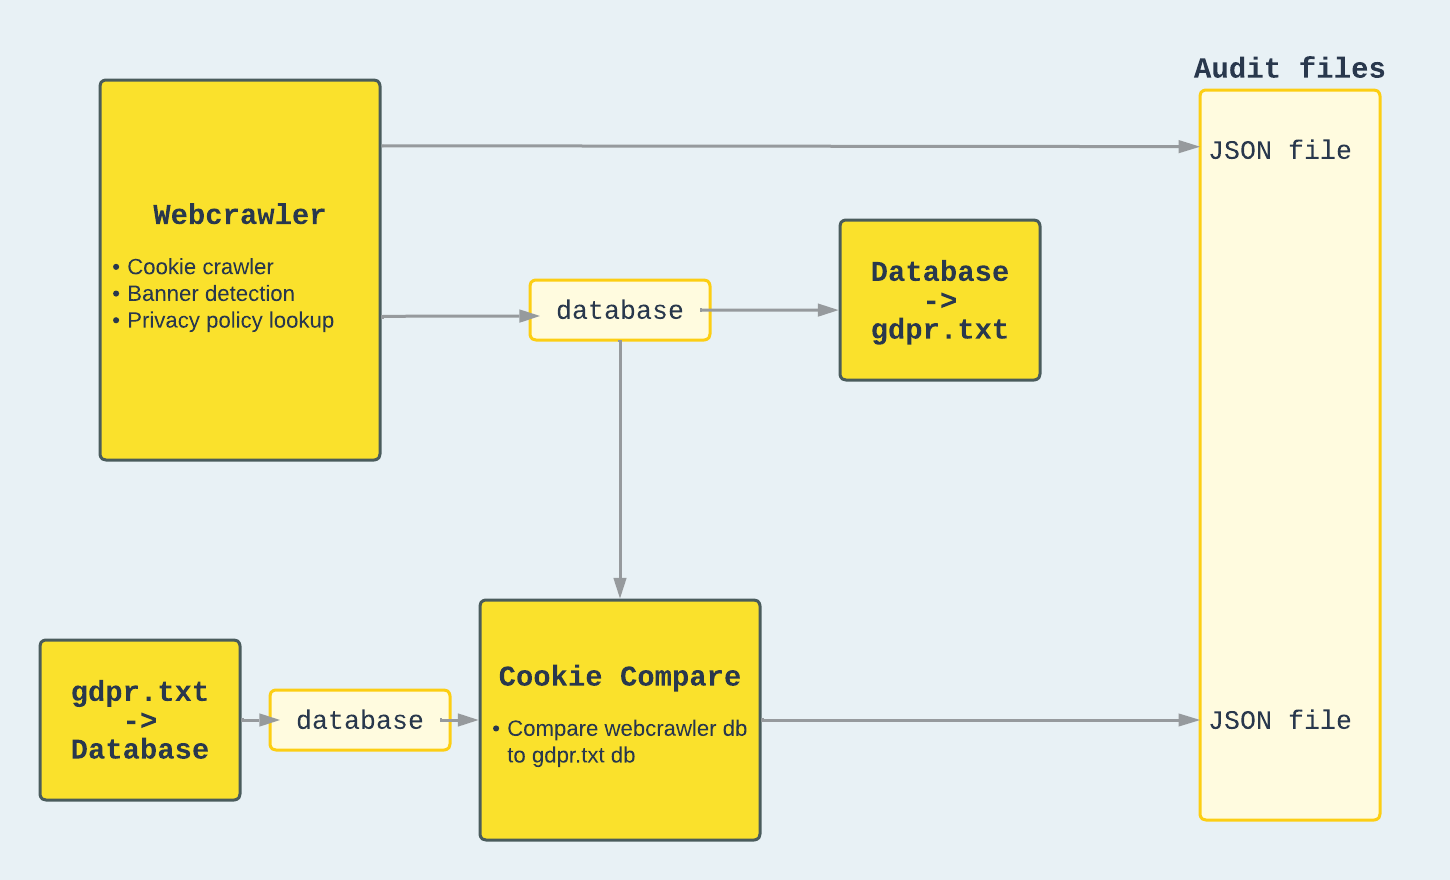 Audit files
JSON file
Webcrawler
• Cookie crawler
• Banner detection
• Privacy policy lookup
database
Database
->
gdpr.txt
gdpr.txt
->
Database
database
Cookie Compare
• Compare webcrawler db
to gdpr.txt db
JSON file